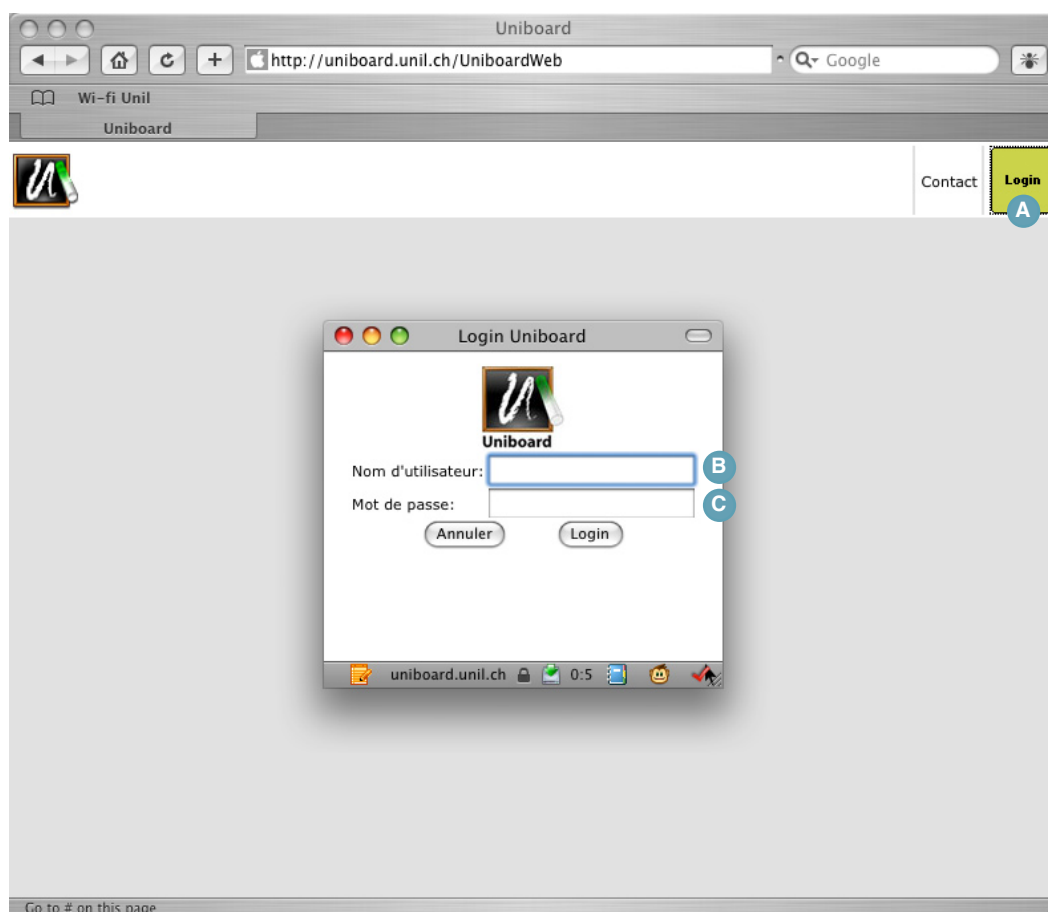 Uniboard
http://uniboard.unil.ch/UniboardWeb
Google
Wi-fi Unil
Uniboard
Contact
Login
A
Login Uniboard
Uniboard
Nom d'utilisateur:
B
Mot de passe:
C
Annuler
Login
uniboard.unil.ch
0:5
Go to # on this page